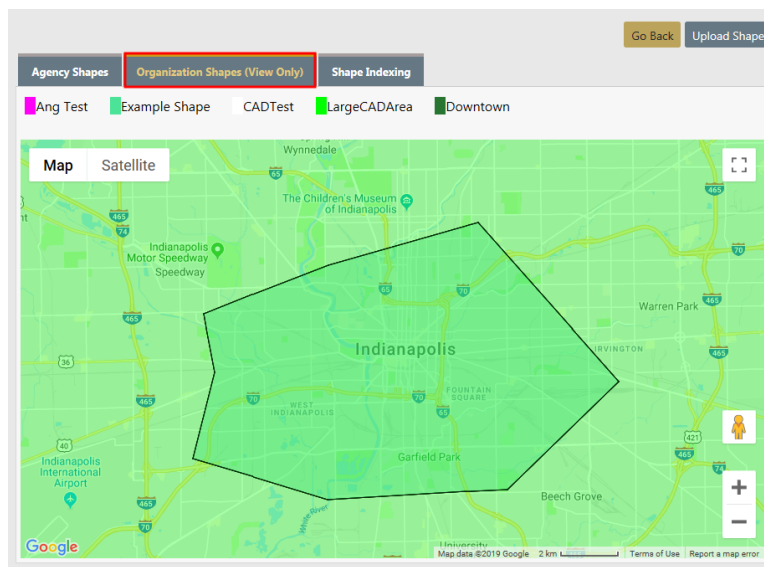 Go Back Upload Shape
Agency Shapes Organization Shapes (View Only) Shape Indexing
Ang Test Example Shape CADTest LargeCADArea Downtown
Wynnedale
Map Satellite
65
465
The Children's Museum
of Indianapolis
465
74
Indianapolis
Motor Speedway
Speedway
70
65 70
Warren Park 465
465
Indianapolis
IRVINGTON
465
36
70
FOUNTAIN
SQUARE
70
465
WEST
INDIANAPOLIS
65
421
40
Garfield Park
465
Indianapolis
International
Airport
74
Beech Grove
465
White River
70
University
Google
Map data ©2019 Google 2 km Terms of Use Report a map error